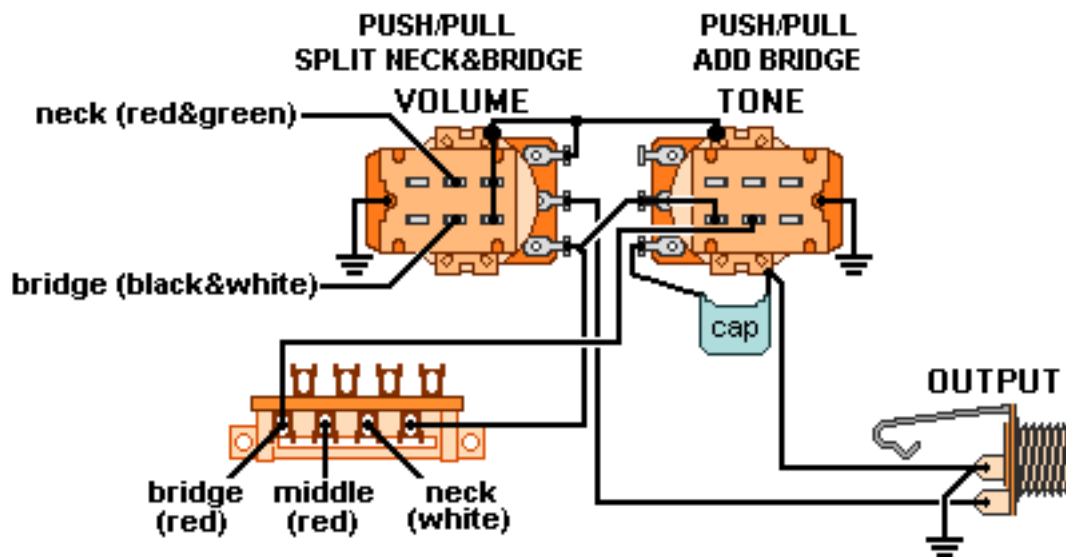 PUSH/PULL
SPLIT NECK&BRIDGE
VOLUME
PUSH/PULL
ADD BRIDGE
TONE
neck (red&green)
bridge (black&white)
cap
OUTPUT
bridge
(red)
middle
(red)
neck
(white)